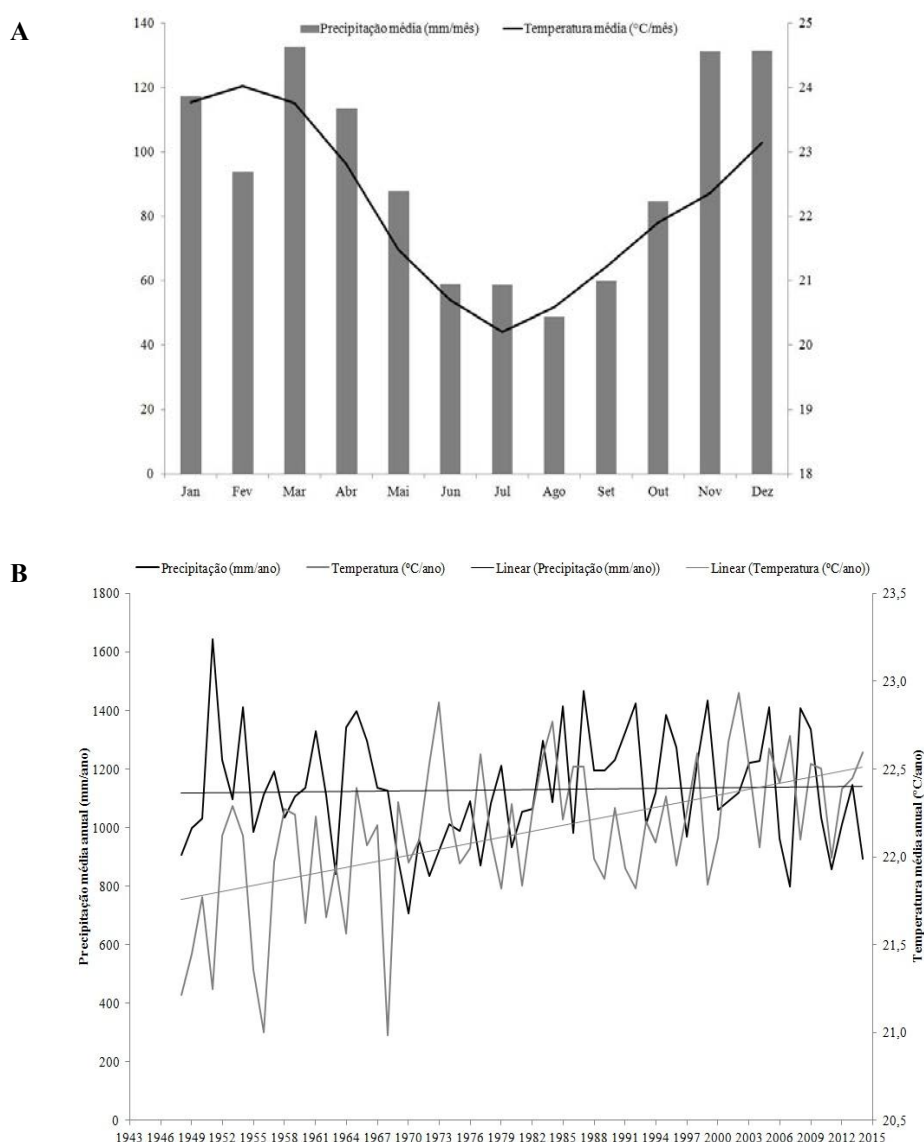 A
Precipitação média (mm/mês) Temperatura média (°C/mês)
140 25
120 24
100 23
80 22
60 21
40 20
20 19
0 18
Jan Fev Mar Abr Mai Jun Jul Ago Set Out Nov Dez
B
Precipitação (mm/ano) Temperatura (°C/ano) Linear (Precipitação (mm/ano)) Linear (Temperatura (°C/ano))
1800 23,5
1600 23,0
1400 22,5
1200 22,0
1000 21,5
800 21,0
600 20,5
400
200
0
Precipitação média anual (mm/ano)
Temperatura média anual (°C/ano)
1943 1946 1949 1952 1955 1958 1961 1964 1967 1970 1973 1976 1979 1982 1985 1988 1991 1994 1997 2000 2003 2006 2009 2012 2015